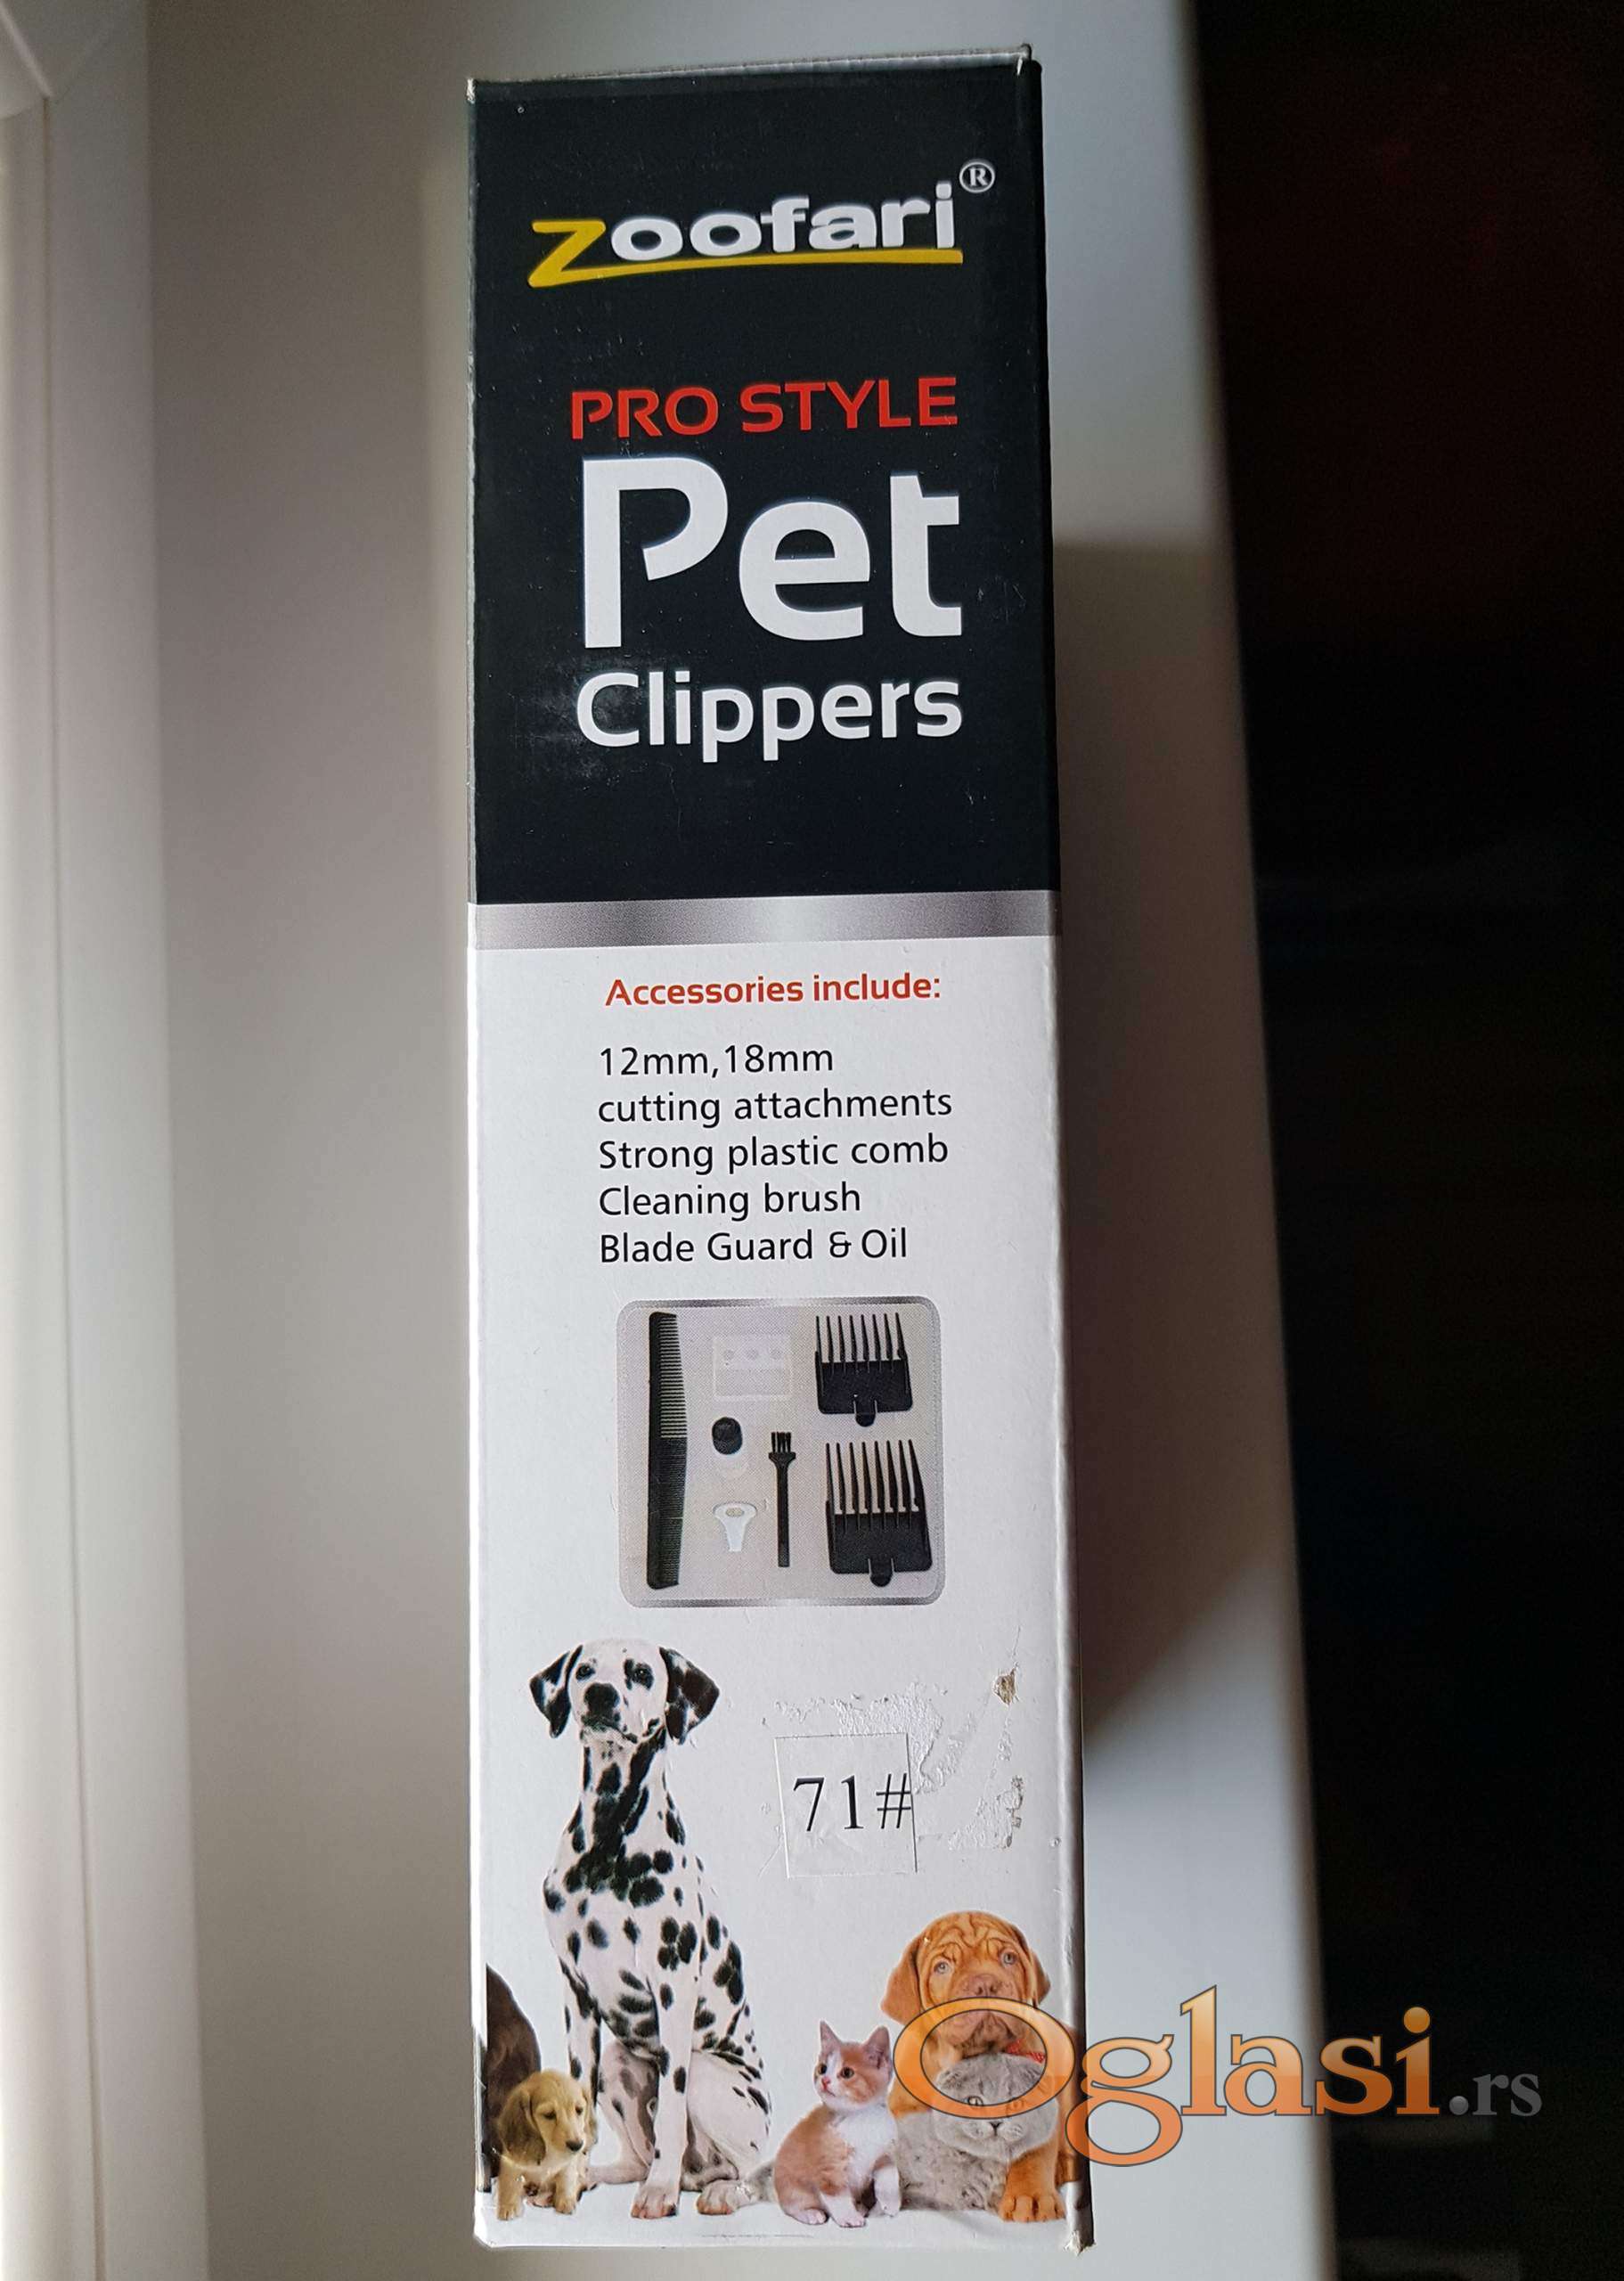 zoofari®
PRO STYLE
Pet
Clippers
Accessories include:
12mm,18mm
cutting attachments
Strong plastic comb
Cleaning brush
Blade Guard & Oil
71#
Oglasi.rs